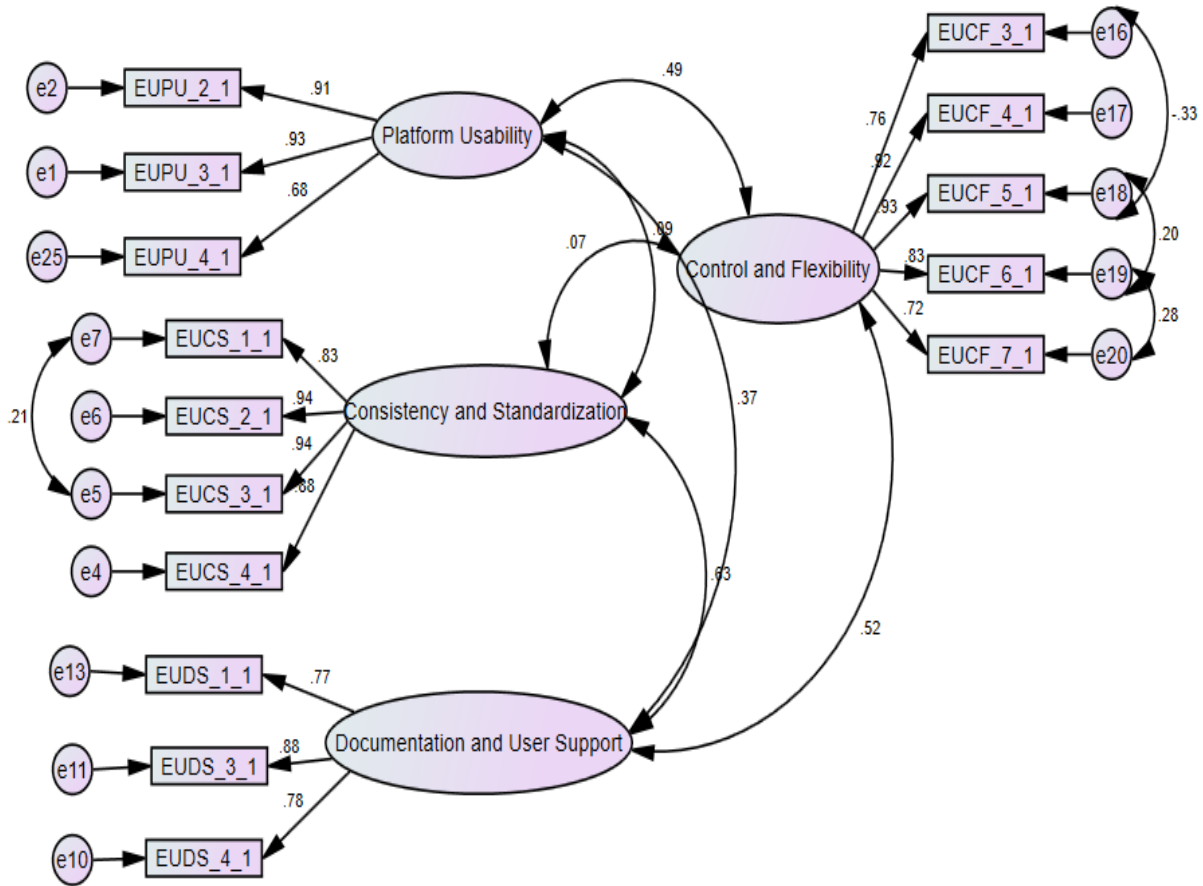 e2
EUPU_2_1
.91
e1
EUPU_3_1
.93
e25
EUPU_4_1
.68
Platform Usability
.49
EUCF_3_1
e16
.76
-.33
EUCF_4_1
e17
.92
EUCF_5_1
e18
.93
.20
EUCF_6_1
e19
.83
.28
EUCF_7_1
e20
.72
Control and Flexibility
.09
.07
e7
EUCS_1_1
.83
e6
EUCS_2_1
.94
.21
e5
EUCS_3_1
.94
e4
EUCS_4_1
.88
Consistency and Standardization
.37
.63
.52
e13
EUDS_1_1
.77
e11
EUDS_3_1
.88
e10
EUDS_4_1
.78
Documentation and User Support